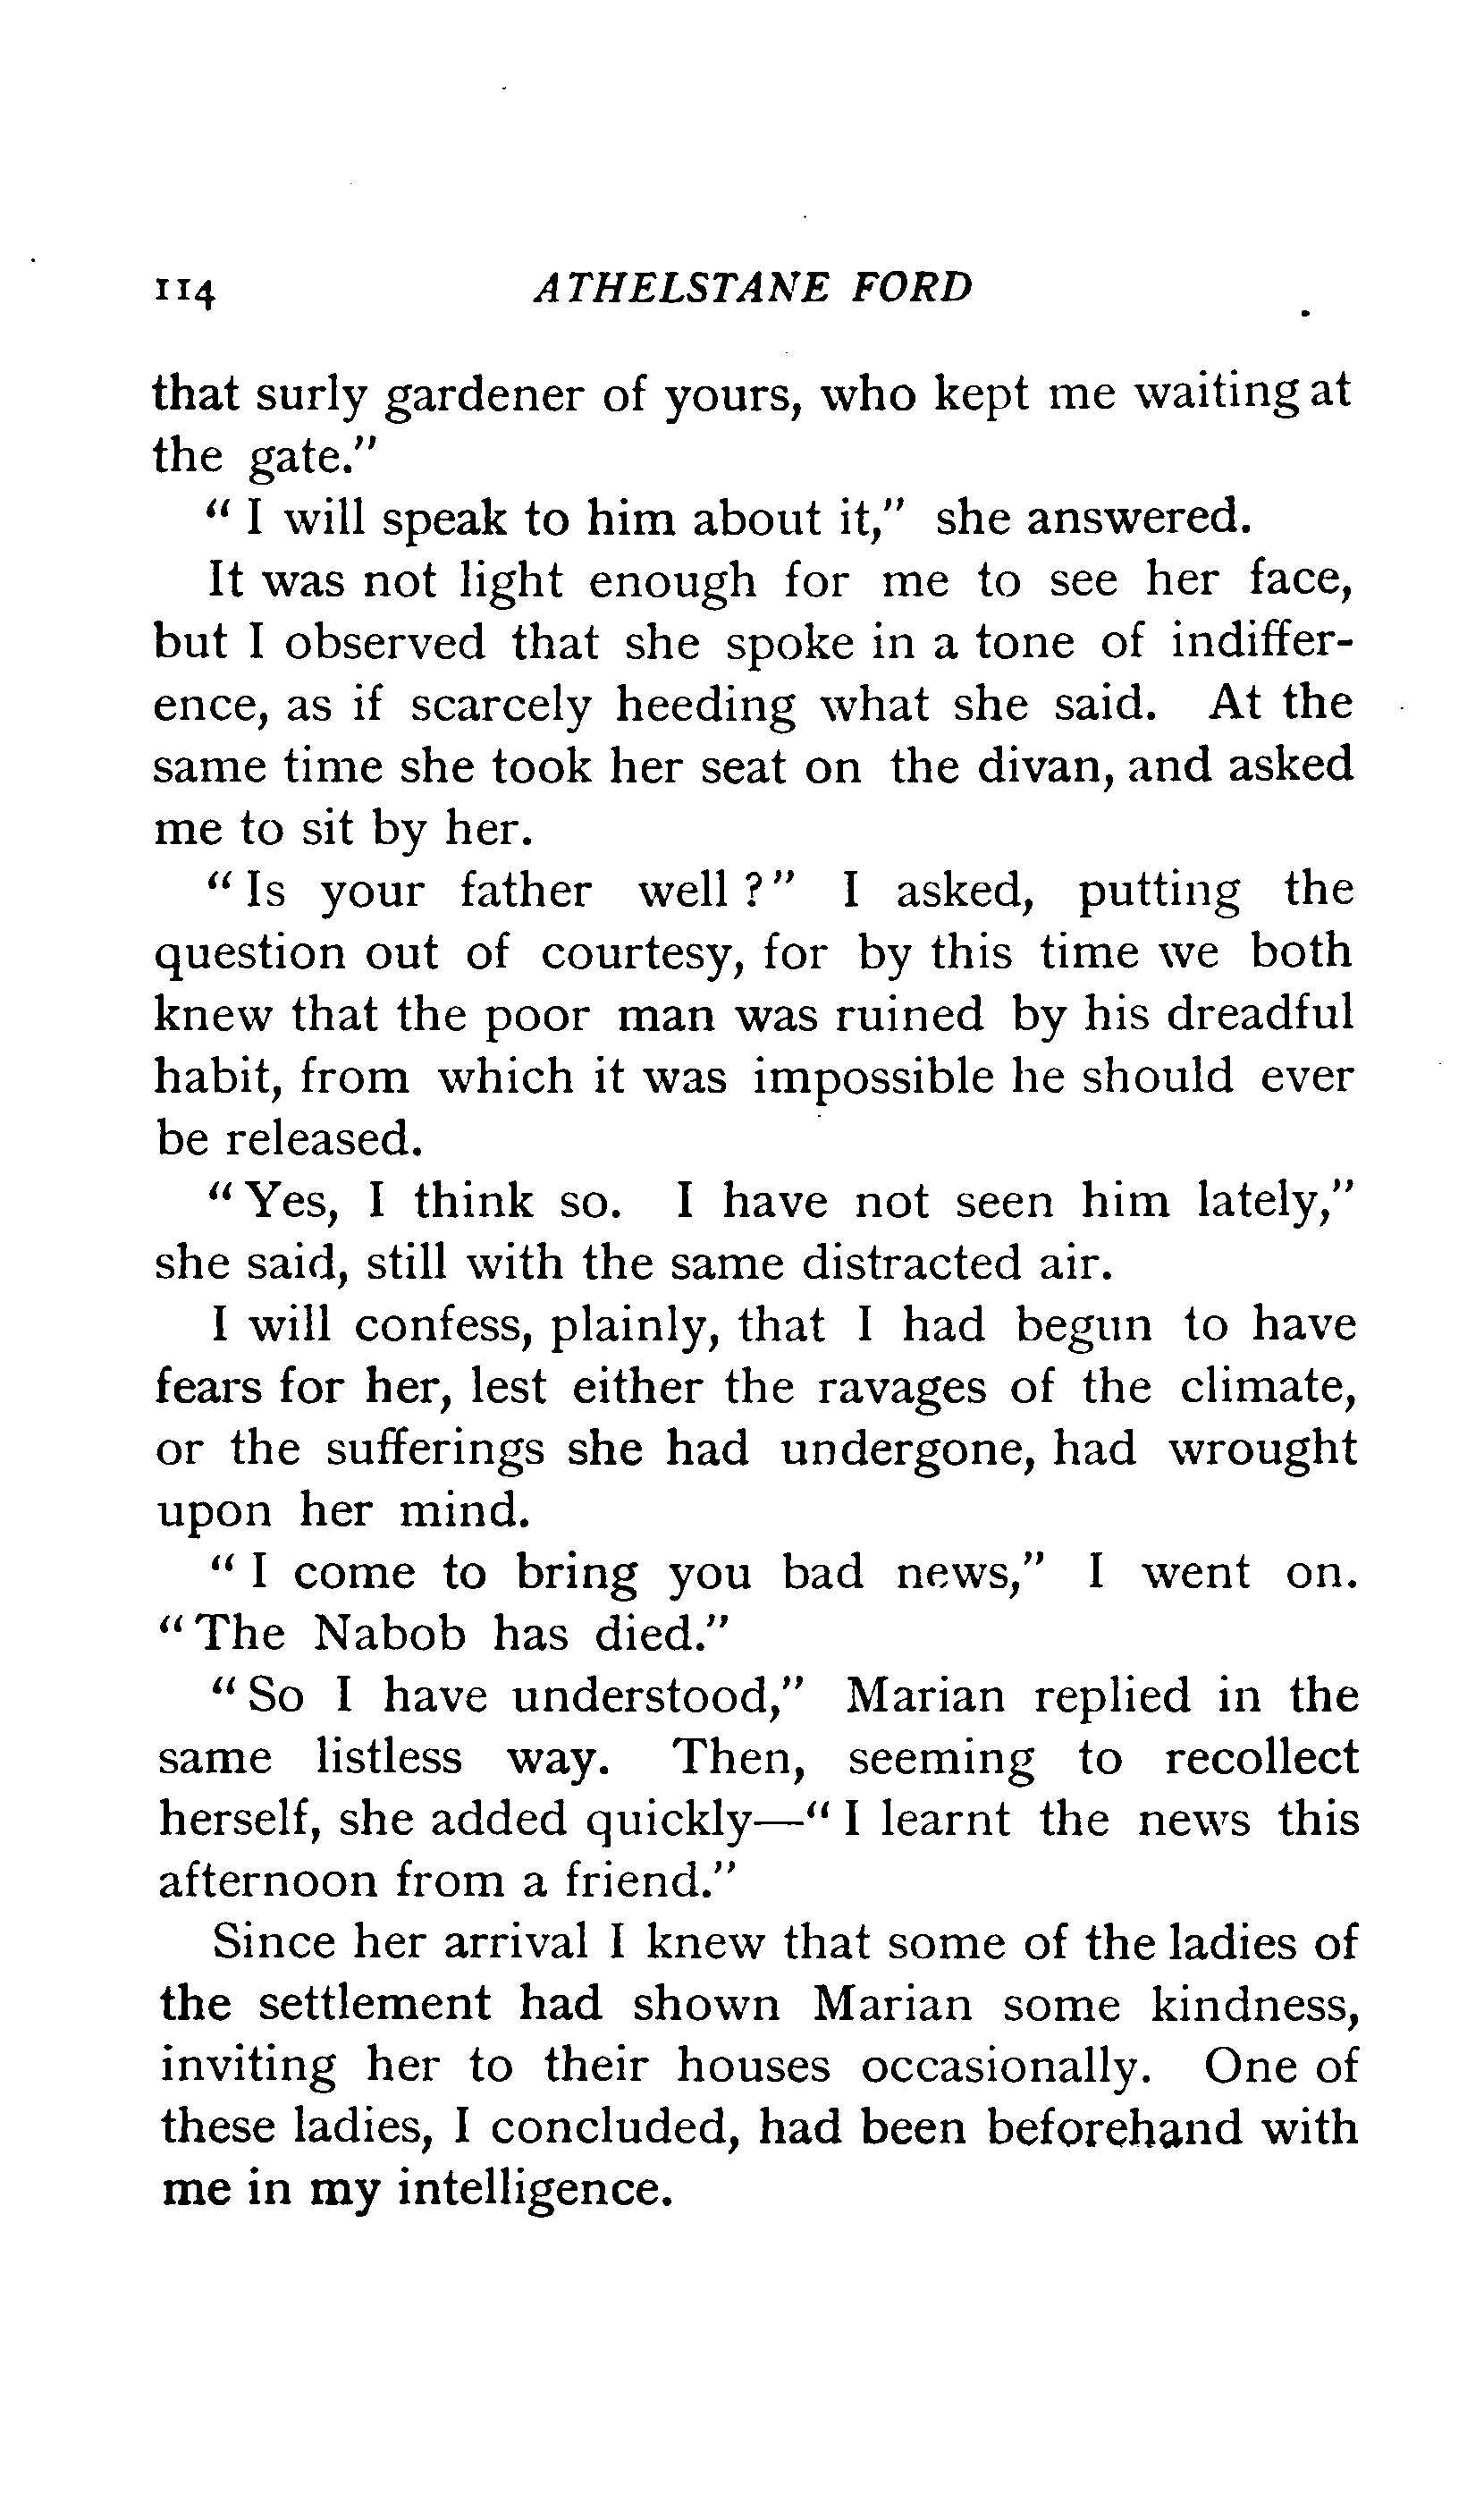 114 ATHELSTANE FORD
that surly gardener of yours, who kept me waiting at
the gate."
"I will speak to him about it," she answered.
It was not light enough for me to see her face,
but I observed that she spoke in a tone of indiffer-
ence, as if scarcely heeding what she said. At the
same time she took her seat on the divan, and asked
me to sit by her.
"Is your father well?" I asked, putting the
question out of courtesy, for by this time we both
knew that the poor man was ruined by his dreadful
habit, from which it was impossible he should ever
be released.
"Yes, I think so. I have not seen him lately,"
she said, still with the same distracted air.
I will confess, plainly, that I had begun to have
fears for her, lest either the ravages of the climate,
or the sufferings she had undergone, had wrought
upon her mind.
"I come to bring you bad news," I went on.
"The Nabob has died."
"So I have understood," Marian replied in the
same listless way. Then, seeming to recollect
herself, she added quickly—"I learnt the news this
afternoon from a friend."
Since her arrival I knew that some of the ladies of
the settlement had shown Marian some kindness,
inviting her to their houses occasionally. One of
these ladies, I concluded, had been beforehand with
me in my intelligence.